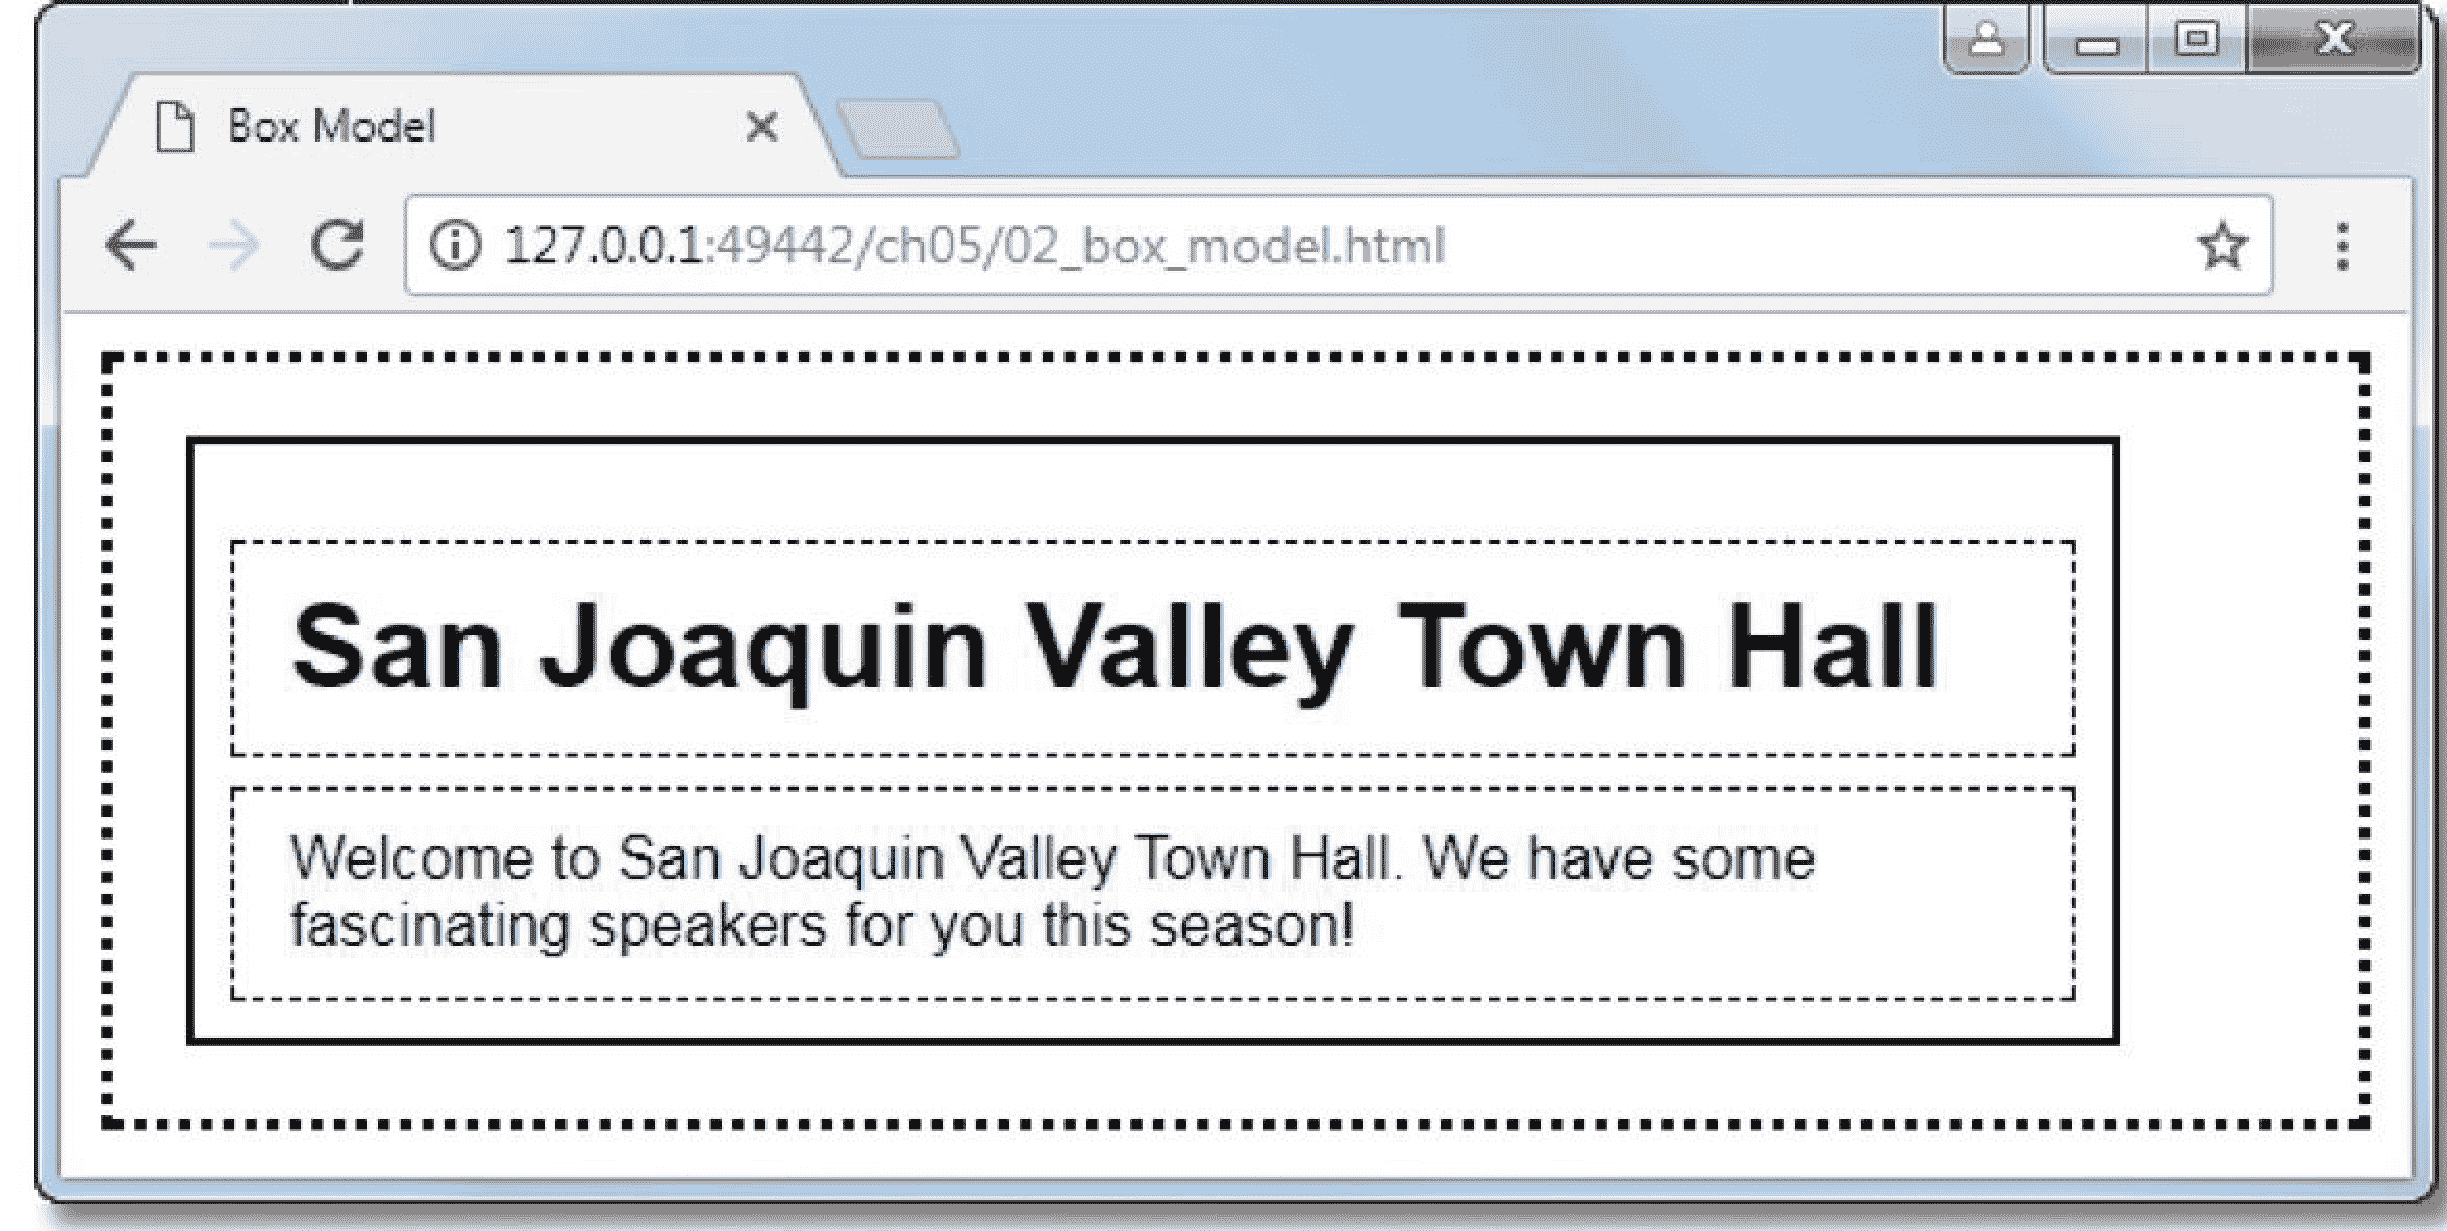 Box Model
127.0.0.1:49442/ch05/02_box_model.html
San Joaquin Valley Town Hall
Welcome to San Joaquin Valley Town Hall. We have some
fascinating speakers for you this season!